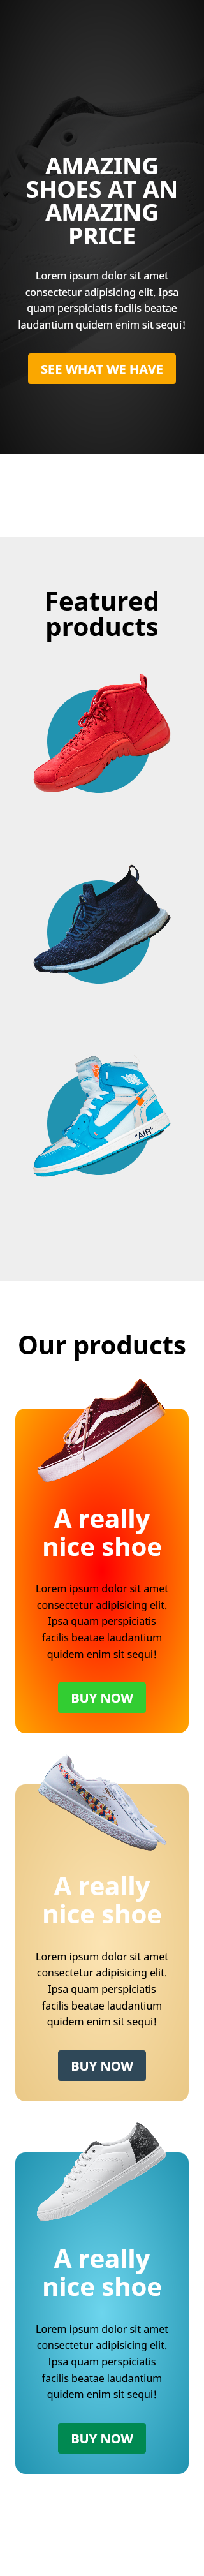 AMAZING
SHOES AT AN
AMAZING
PRICE
Lorem ipsum dolor sit amet
consectetur adipisicing elit. Ipsa
quam perspiciatis facilis beatae
laudantium quidem enim sit sequi!
SEE WHAT WE HAVE
Featured
products
"AIR"
Our products
A really
nice shoe
Lorem ipsum dolor sit amet
consectetur adipisicing elit.
Ipsa quam perspiciatis
facilis beatae laudantium
quidem enim sit sequi!
BUY NOW
A really
nice shoe
Lorem ipsum dolor sit amet
consectetur adipisicing elit.
Ipsa quam perspiciatis
facilis beatae laudantium
quidem enim sit sequi!
BUY NOW
A really
nice shoe
Lorem ipsum dolor sit amet
consectetur adipisicing elit.
Ipsa quam perspiciatis
facilis beatae laudantium
quidem enim sit sequi!
BUY NOW